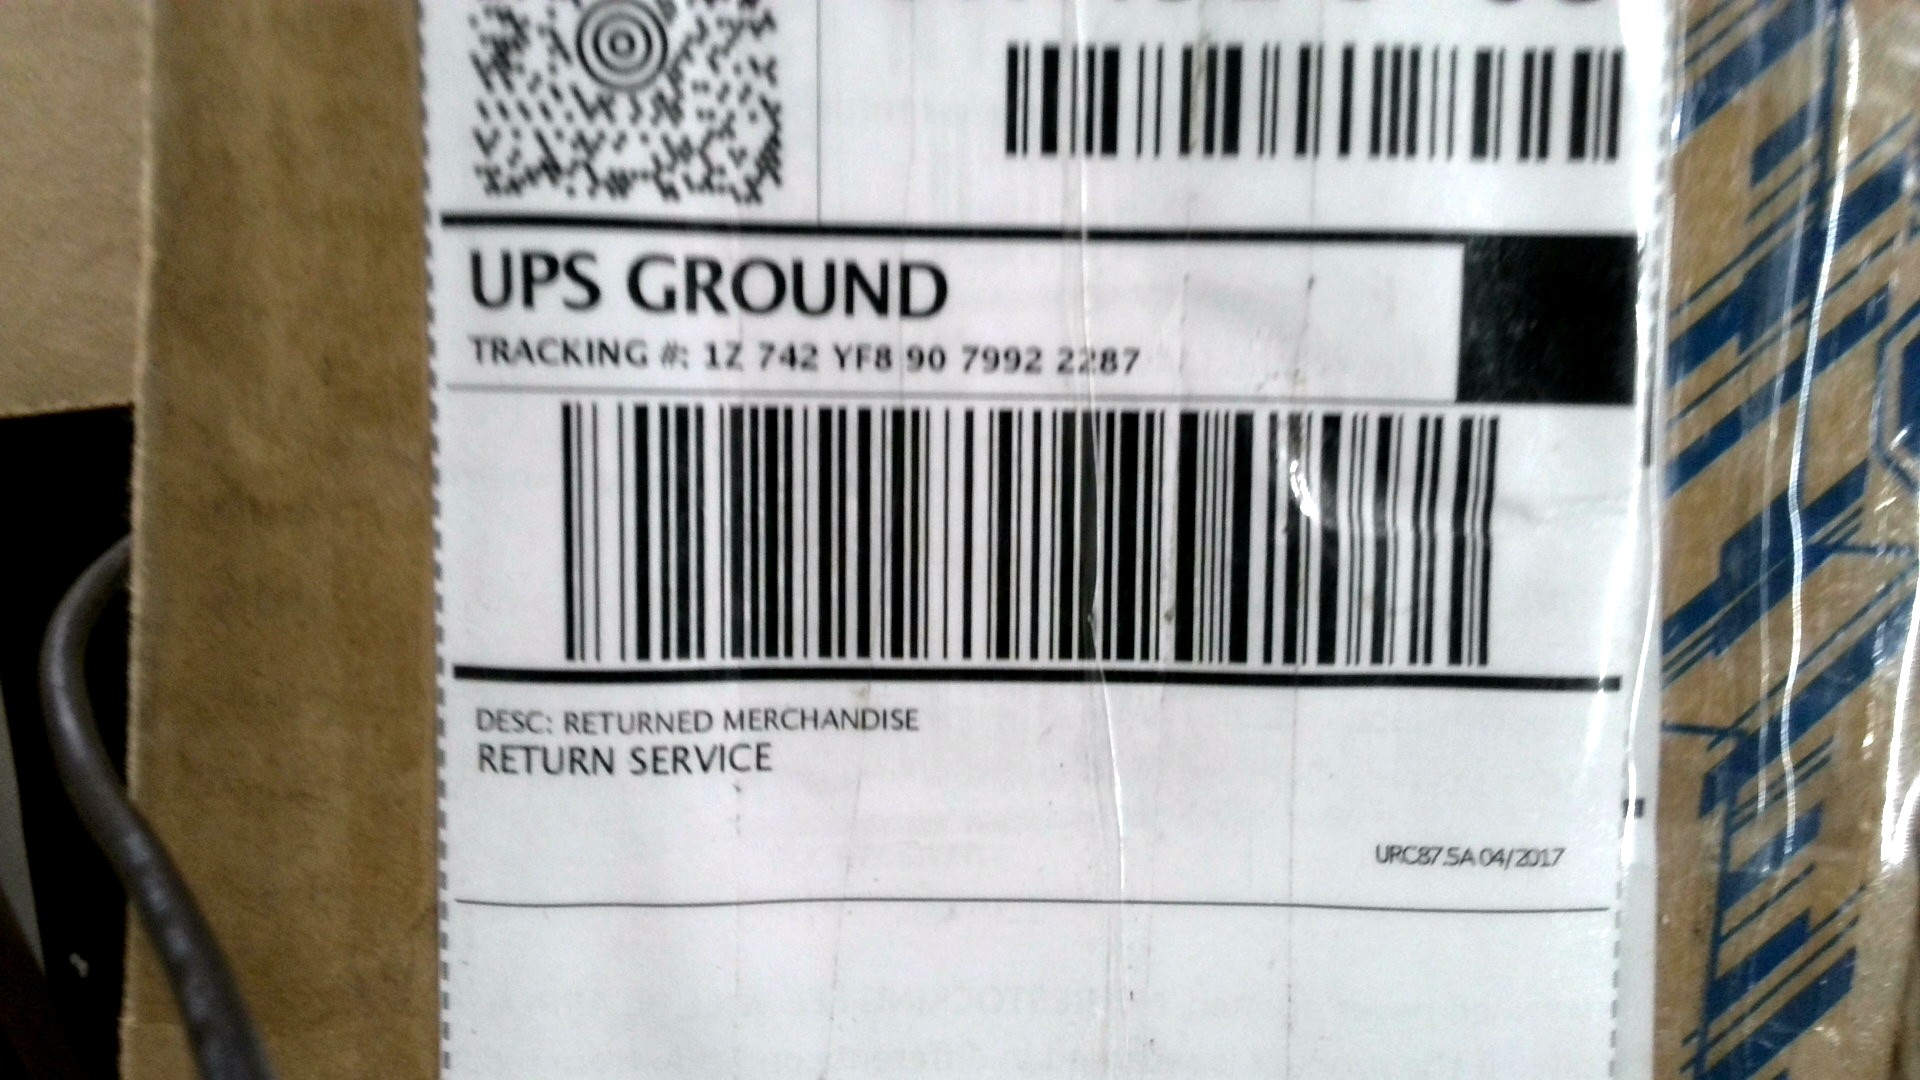 UPS GROUND
TRACKING #: 1Z 742 YF8 90 7992 2287
DESC: RETURNED MERCHANDISE
RETURN SERVICE
URC87.5A 04/2017